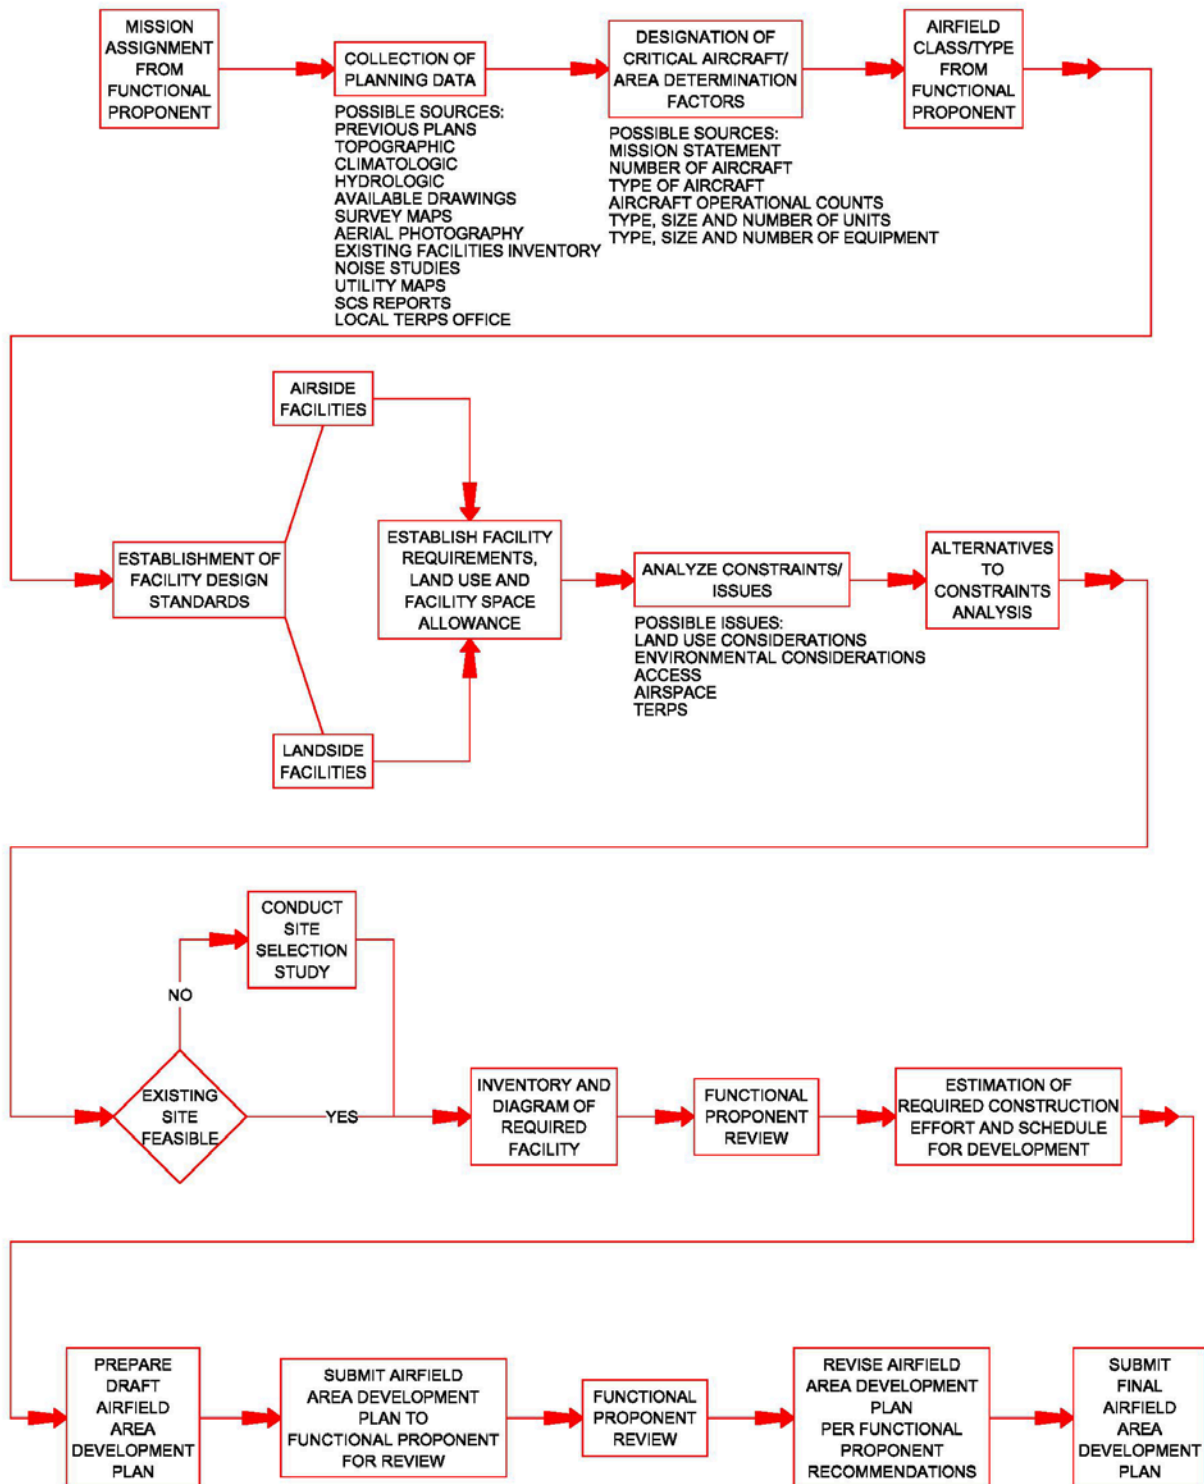 MISSION
ASSIGNMENT
FROM
FUNCTIONAL
PROPONENT
COLLECTION OF
PLANNING DATA
POSSIBLE SOURCES:
PREVIOUS PLANS
TOPOGRAPHIC
CLIMATOLOGIC
HYDROLOGIC
AVAILABLE DRAWINGS
SURVEY MAPS
AERIAL PHOTOGRAPHY
EXISTING FACILITIES INVENTORY
NOISE STUDIES
UTILITY MAPS
SCS REPORTS
LOCAL TERPS OFFICE
DESIGNATION OF
CRITICAL AIRCRAFT/
AREA DETERMINATION
FACTORS
POSSIBLE SOURCES:
MISSION STATEMENT
NUMBER OF AIRCRAFT
TYPE OF AIRCRAFT
AIRCRAFT OPERATIONAL COUNTS
TYPE, SIZE AND NUMBER OF UNITS
TYPE, SIZE AND NUMBER OF EQUIPMENT
AIRFIELD
CLASS/TYPE
FROM
FUNCTIONAL
PROPONENT
ESTABLISHMENT OF
FACILITY DESIGN
STANDARDS
AIRSIDE
FACILITIES
LANDSIDE
FACILITIES
ESTABLISH FACILITY
REQUIREMENTS,
LAND USE AND
FACILITY SPACE
ALLOWANCE
ANALYZE CONSTRAINTS/
ISSUES
POSSIBLE ISSUES:
LAND USE CONSIDERATIONS
ENVIRONMENTAL CONSIDERATIONS
ACCESS
AIRSPACE
TERPS
ALTERNATIVES
TO
CONSTRAINTS
ANALYSIS
EXISTING
SITE
FEASIBLE
NO
CONDUCT
SITE
SELECTION
STUDY
YES
INVENTORY AND
DIAGRAM OF
REQUIRED
FACILITY
FUNCTIONAL
PROPONENT
REVIEW
ESTIMATION OF
REQUIRED CONSTRUCTION
EFFORT AND SCHEDULE
FOR DEVELOPMENT
PREPARE
DRAFT
AIRFIELD
AREA
DEVELOPMENT
PLAN
SUBMIT AIRFIELD
AREA DEVELOPMENT
PLAN TO
FUNCTIONAL PROPONENT
FOR REVIEW
FUNCTIONAL
PROPONENT
REVIEW
REVISE AIRFIELD
AREA DEVELOPMENT
PLAN
PER FUNCTIONAL
PROPONENT
RECOMMENDATIONS
SUBMIT
FINAL
AIRFIELD
AREA
DEVELOPMENT
PLAN